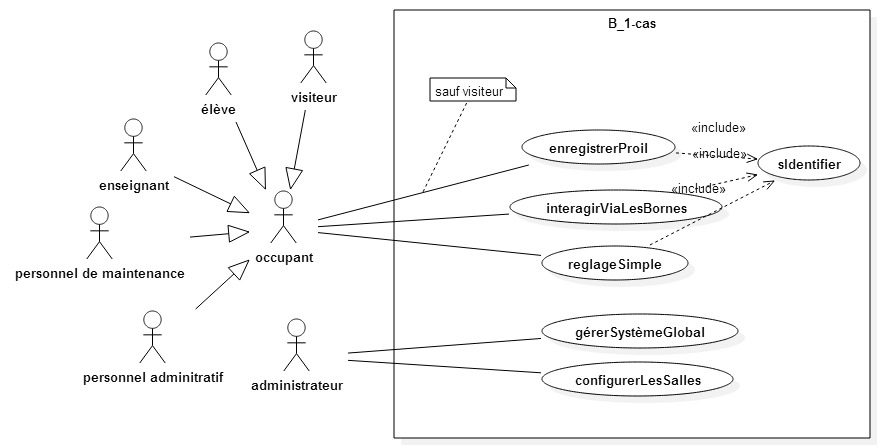 B_1-cas
élève
visiteur
sauf visiteur
«include»
enregistrerProil
«include»
sIdentifier
enseignant
«include»
interagirViaLesBornes
occupant
reglageSimple
personnel de maintenance
gérerSystèmeGlobal
personnel adminitratif
administrateur
configurerLesSalles